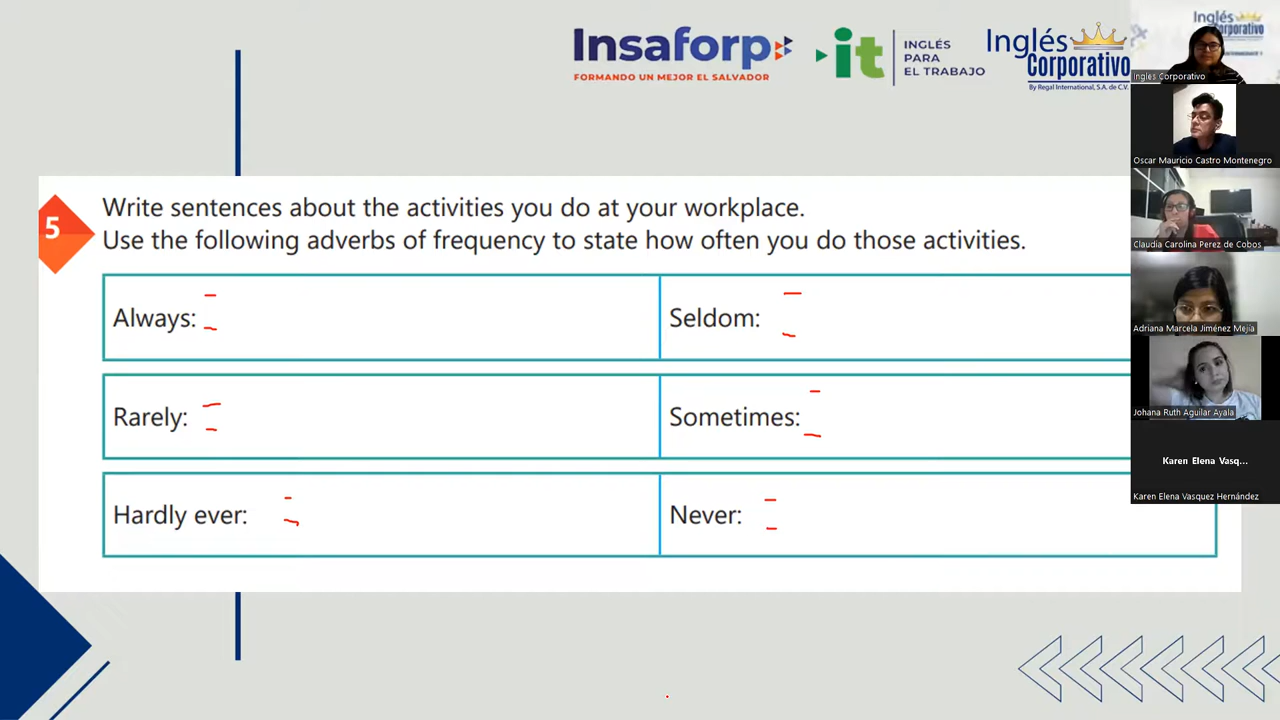 Insaforp
FORMANDO UN MEJOR EL SALVADOR
it
INGLÉS
PARA
EL TRABAJO
Inglés
Corporativo
By Regal International, S.A. de C.V.
Write sentences about the activities you do at your workplace.
5
Use the following adverbs of frequency to state how often you do those activities.
Always:
Seldom:
Rarely:
Sometimes:
Hardly ever:
Never:
Inglés
Corporativo
Ingles Corporativo
Oscar Mauricio Castro Montenegro
Claudia Carolina Perez de Cobos
Adriana Marcela Jiménez Mejía
Johana Ruth Aguilar Ayala
Karen Elena Vasq...
Karen Elena Vasquez Hernández